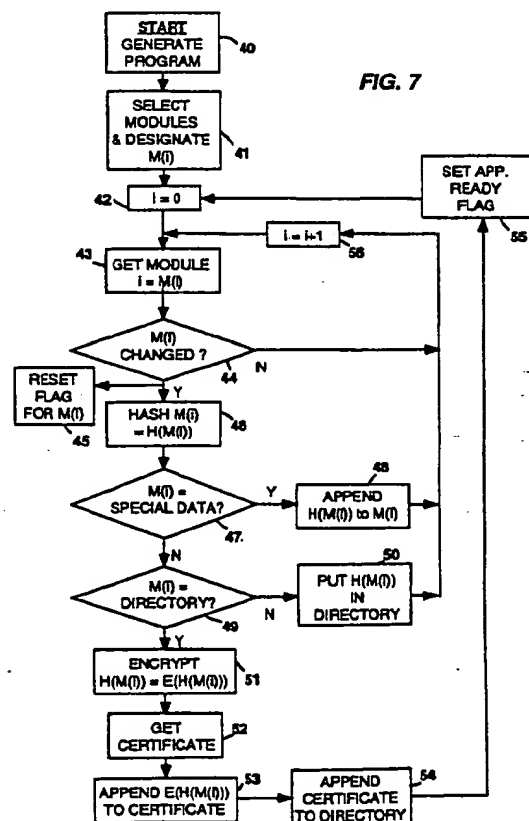 START
GENERATE
PROGRAM
40
FIG. 7
SELECT
MODULES
& DESIGNATE
M(i)
41
SET APP.
READY
FLAG
55
42
i = 0
i = i+1
56
43
GET MODULE
i = M(i)
M(i)
CHANGED ?
44
N
Y
RESET
FLAG
FOR M(i)
45
HASH M(i)
= H(M(i))
46
M(i) =
SPECIAL DATA?
47.
Y
48
APPEND
H(M(i)) to M(i)
N
M(i) =
DIRECTORY?
49
N
50
PUT H(M(i))
IN
DIRECTORY
Y
ENCRYPT
H(M(i)) = E(H(M(i)))
51
GET
CERTIFICATE
52
APPEND E(H(M(i)))
TO CERTIFICATE
53
APPEND
CERTIFICATE
TO DIRECTORY
54